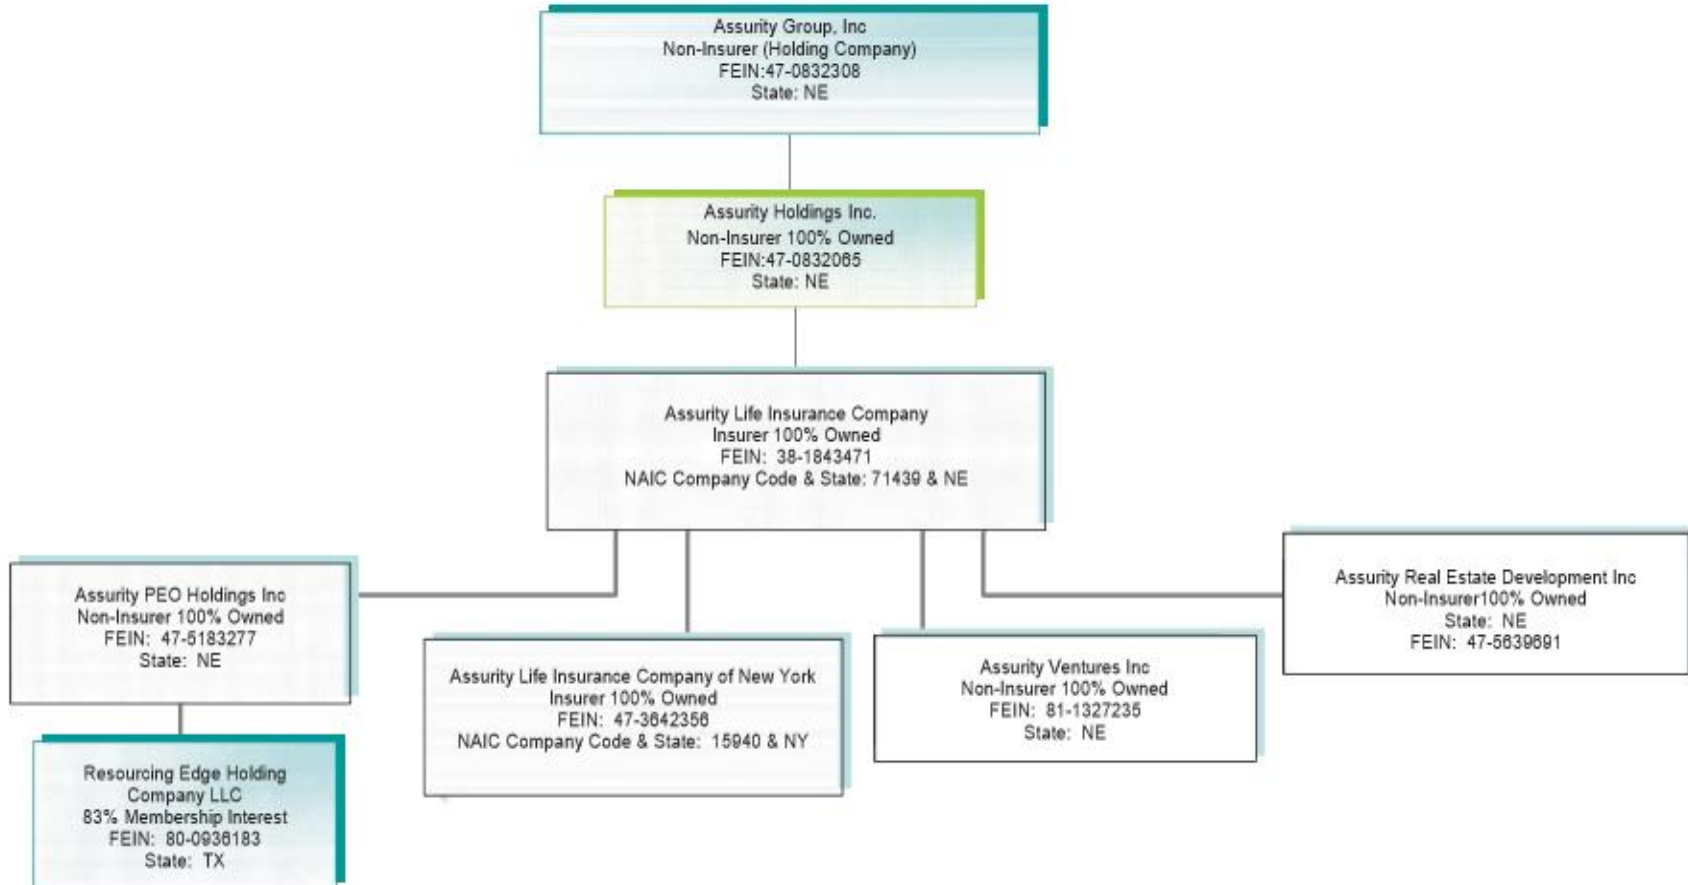 Assurity Group, Inc
Non-Insurer (Holding Company)
FEIN:47-0832308
State: NE
Assurity Holdings Inc.
Non-Insurer 100% Owned
FEIN:47-0832065
State: NE
Assurity Life Insurance Company
Insurer 100% Owned
FEIN: 38-1843471
NAIC Company Code & State: 71439 & NE
Assurity PEO Holdings Inc
Non-Insurer 100% Owned
FEIN: 47-5183277
State: NE
Assurity Life Insurance Company of New York
Insurer 100% Owned
FEIN: 47-3642356
NAIC Company Code & State: 15940 & NY
Assurity Ventures Inc
Non-Insurer 100% Owned
FEIN: 81-1327235
State: NE
Assurity Real Estate Development Inc
Non-Insurer100% Owned
State: NE
FEIN: 47-5639691
Resourcing Edge Holding
Company LLC
83% Membership Interest
FEIN: 80-0936183
State: TX